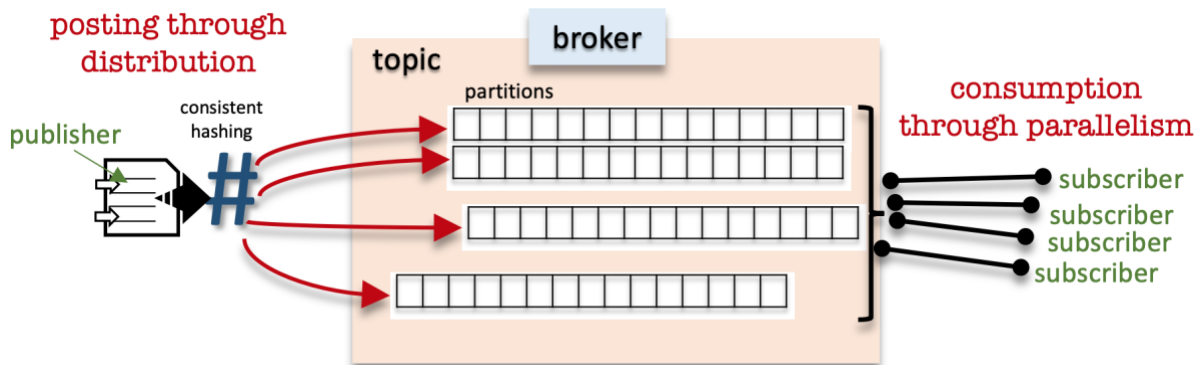 posting through
distribution
consistent
hashing
publisher
#
broker
topic
partitions
consumption
through parallelism
subscriber
subscriber
subscriber
subscriber